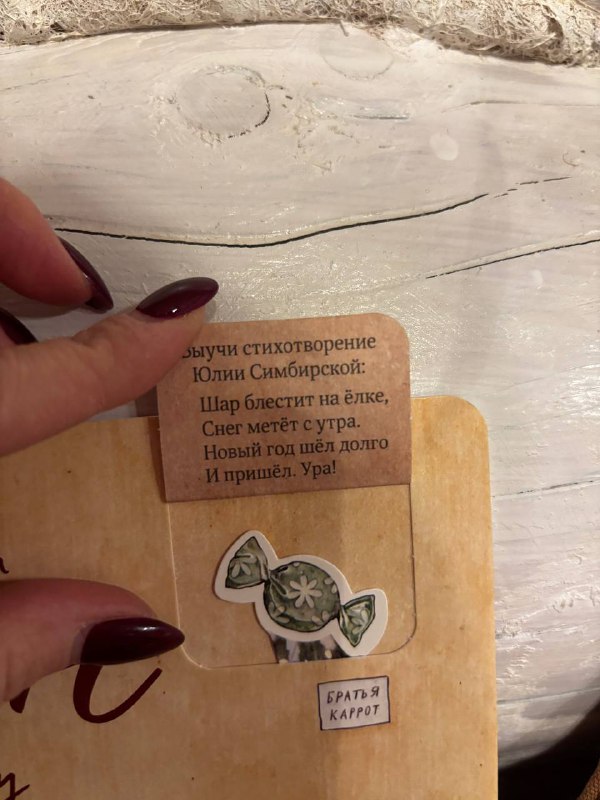 Выучи стихотворение
Юлии Симбирской:
Шар блестит на ёлке,
Снег метёт с утра.
Новый год шёл долго
И пришёл. Ура!
БРАТЬЯ
КАРРОТ